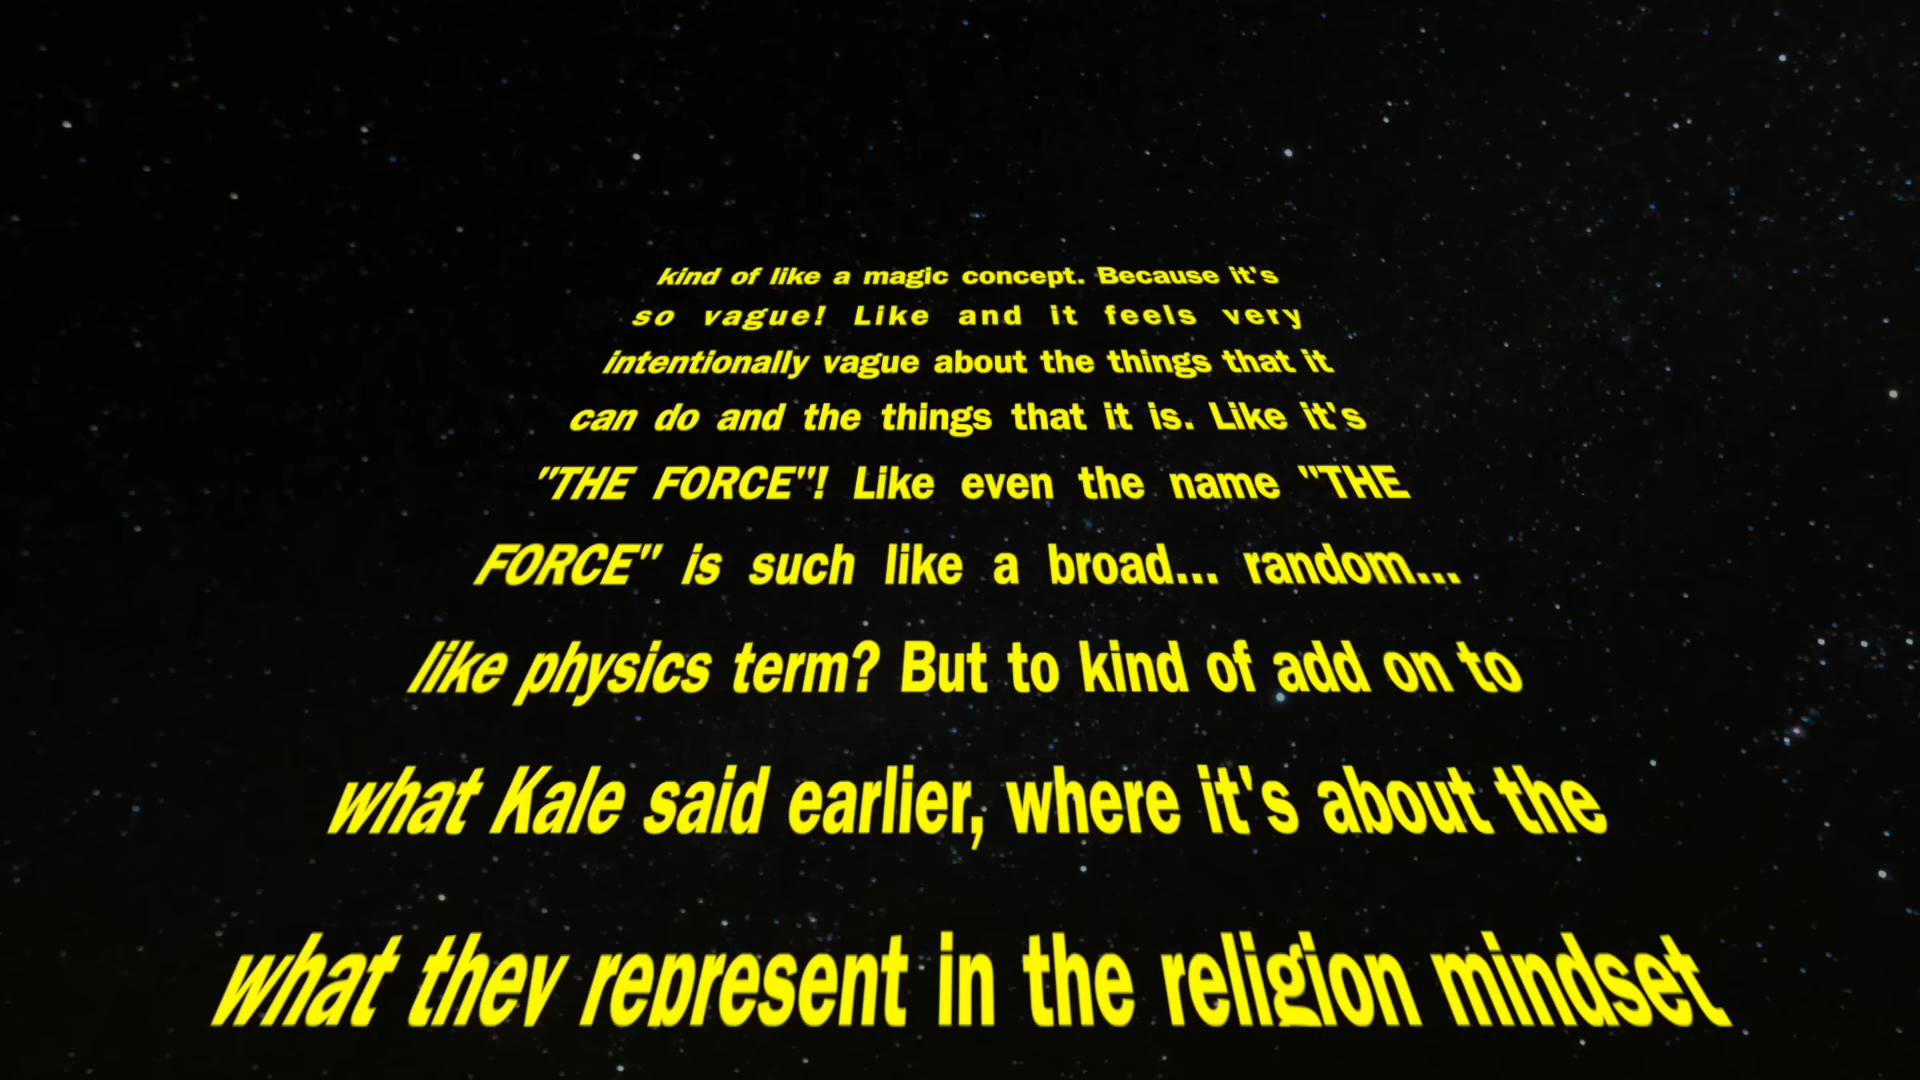 kind of like a magic concept. Because it's
so vague! Like and it feels very
intentionally vague about the things that it
can do and the things that it is. Like it's
"THE FORCE"! Like even the name "THE
FORCE" is such like a broad... random...
like physics term? But to kind of add on to
what Kale said earlier, where it's about the
what they represent in the religion mindset